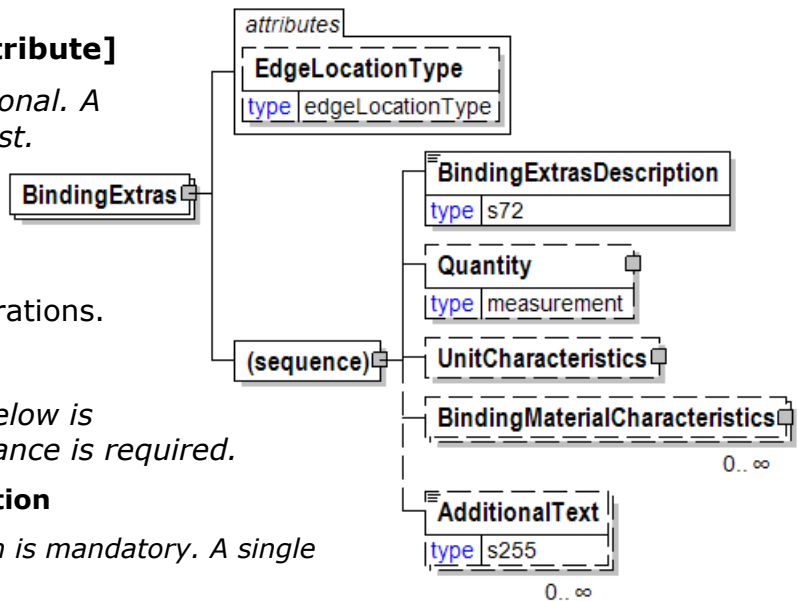 tribute]
onal. A
st.
rations.
elow is
ance is required.
tion
n is mandatory. A single
BindingExtras
attributes
EdgeLocationType
type edgeLocationType
(sequence)
BindingExtrasDescription
type s72
Quantity
type measurement
UnitCharacteristics
BindingMaterialCharacteristics
0.. ∞
AdditionalText
type s255
0.. ∞